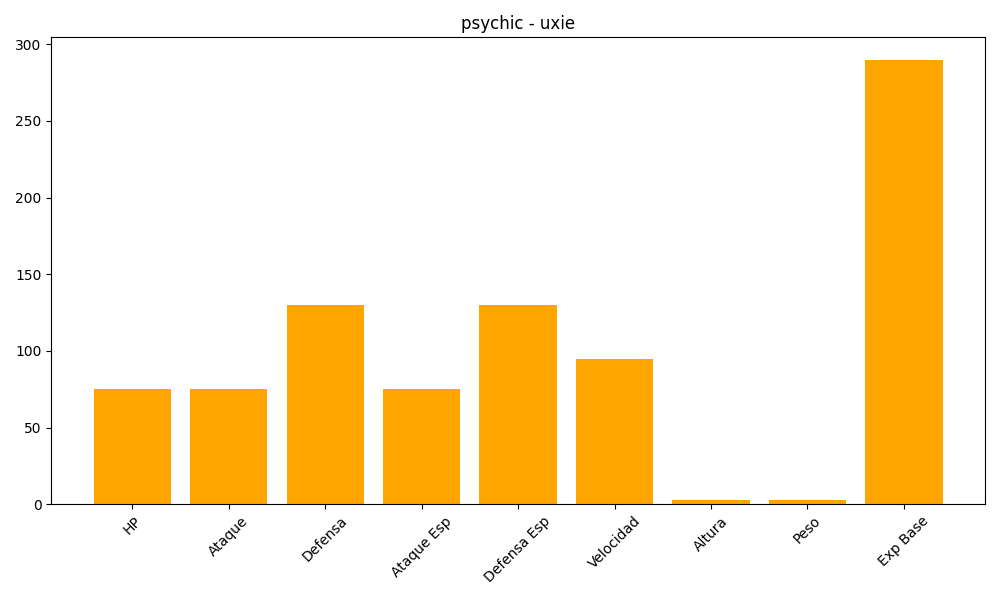 psychic - uxie
300
250
200
150
100
50
0
HP
Ataque
Defensa
Ataque Esp
Defensa Esp
Velocidad
Altura
Peso
Exp Base